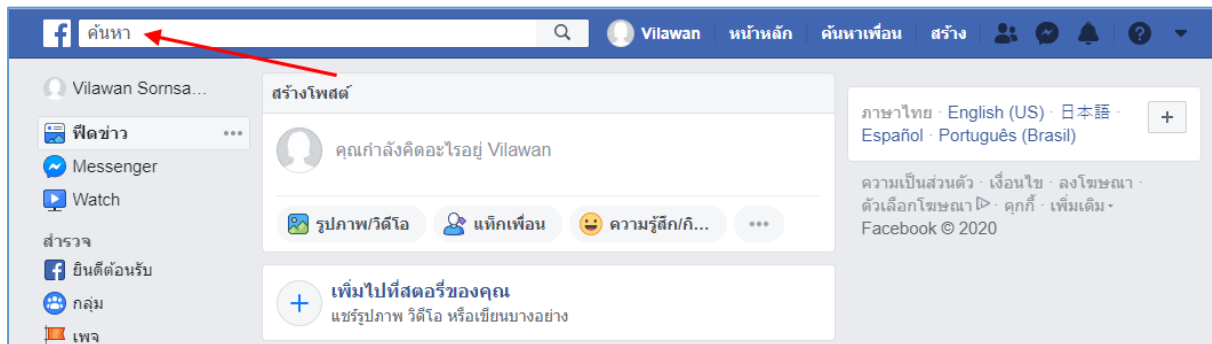 f ค้นหา Vilawan หน้าหลัก ค้นหาเพื่อน สร้าง
Vilawan Sornsa...
ฟีดข่าว
Messenger
Watch
สำรวจ
ยินดีต้อนรับ
กลุ่ม
เพจ
สร้างโพสต์
คุณกำลังคิดอะไรอยู่ Vilawan
รูปภาพ/วิดีโอ แท็กเพื่อน ความรู้สึก/กิ...
เพิ่มไปที่สตอรี่ของคุณ
แชร์รูปภาพ วิดีโอ หรือเขียนบางอย่าง
ภาษาไทย · English (US) · 日本語 ·
Español · Português (Brasil)
ความเป็นส่วนตัว · เงื่อนไข · ลงโฆษณา ·
ตัวเลือกโฆษณา · คุกกี้ · เพิ่มเติม
Facebook © 2020